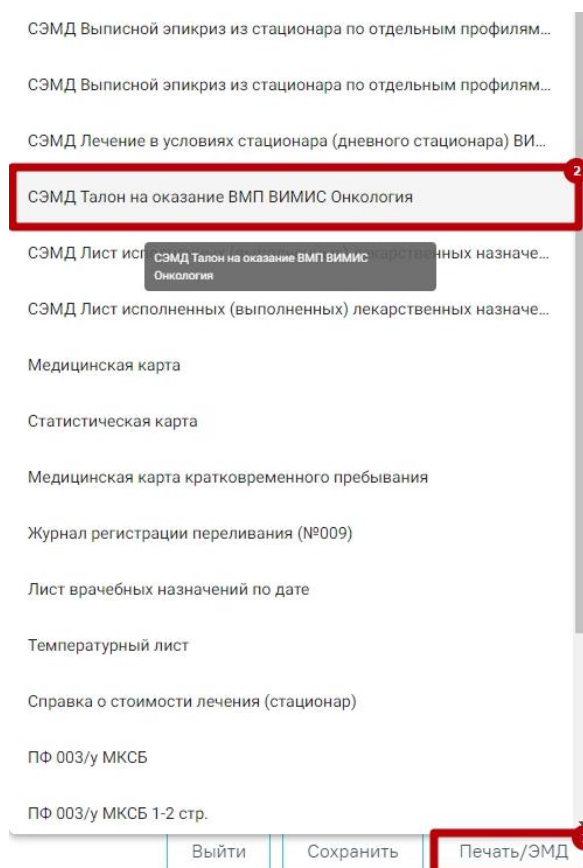 СЭМД Выписной эпикриз из стационара по отдельным профилям...
СЭМД Выписной эпикриз из стационара по отдельным профилям...
СЭМД Лечение в условиях стационара (дневного стационара) ВИ...
2
СЭМД Талон на оказание ВМП ВИМИС Онкология
СЭМД Лист исп
нных назначе...
СЭМД Талон на оказание ВМП ВИМИС
Онкология
СЭМД Лист исполненных (выполненных) лекарственных назначе...
Медицинская карта
Статистическая карта
Медицинская карта кратковременного пребывания
Журнал регистрации переливания (№009)
Лист врачебных назначений по дате
Температурный лист
Справка о стоимости лечения (стационар)
ПФ 003/у МКСБ
ПФ 003/у МКСБ 1-2 стр.
Выйти
Сохранить
Печать/ЭМД